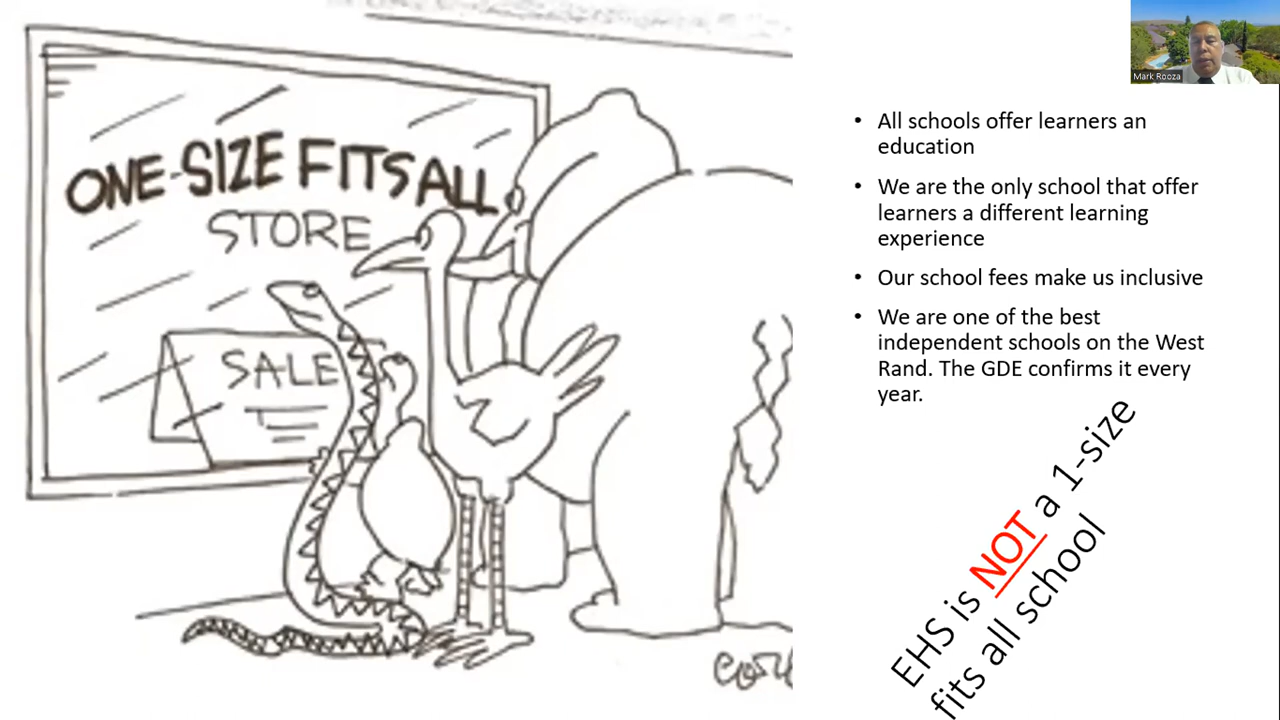 ONE-SIZE FITS ALL
STORE
SALE
Mark Rooza
• All schools offer learners an
education
• We are the only school that offer
learners a different learning
experience
• Our school fees make us inclusive
• We are one of the best
independent schools on the West
Rand. The GDE confirms it every
year.
EHS is NOT a 1-size
fits all school